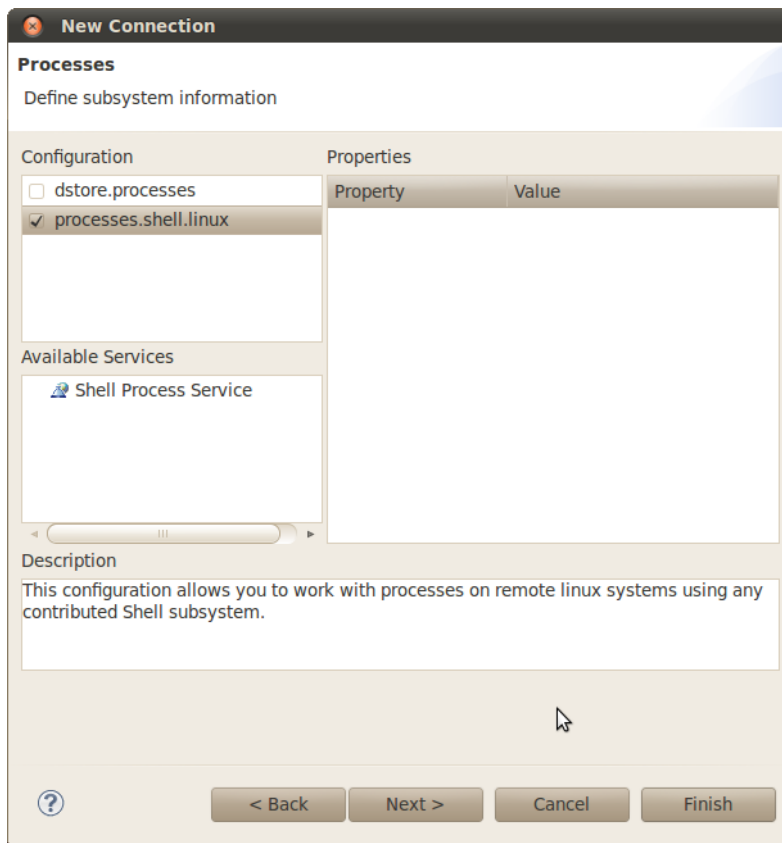 New Connection
Processes
Define subsystem information
Configuration
Properties
dstore.processes
processes.shell.linux
Property Value
Available Services
Shell Process Service
Description
This configuration allows you to work with processes on remote linux systems using any
contributed Shell subsystem.
?
< Back
Next >
Cancel
Finish